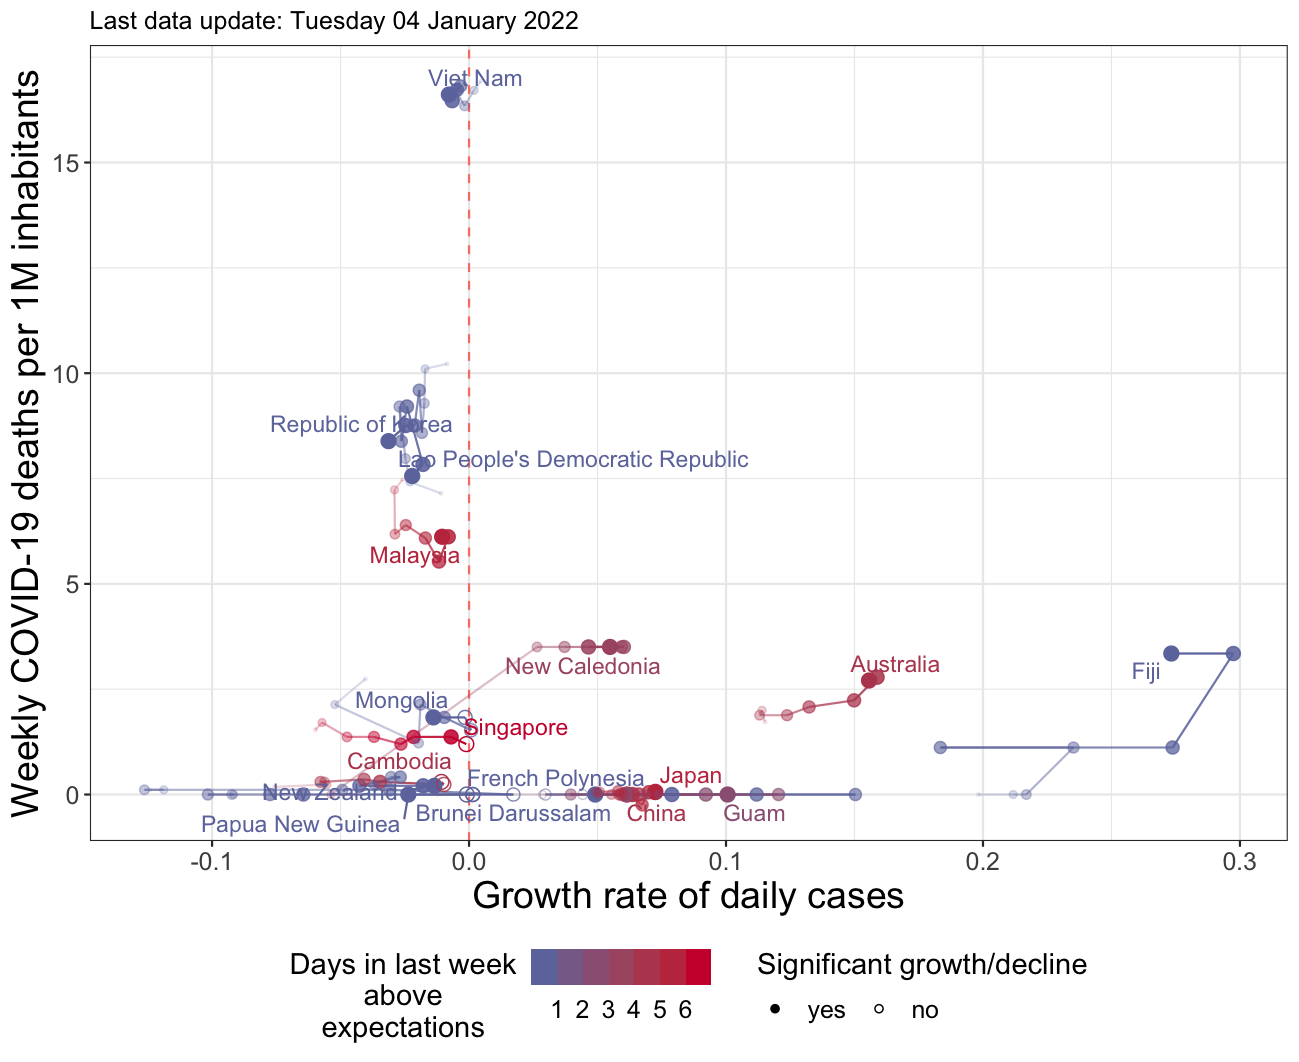 Last data update: Tuesday 04 January 2022
Weekly COVID-19 deaths per 1M inhabitants
15
10
5
0
Viet Nam
Republic of Korea
Lao People's Democratic Republic
Malaysia
New Caledonia
Australia
Fiji
Mongolia
Singapore
Cambodia
French Polynesia
Japan
New Zealand
Papua New Guinea
Brunei Darussalam
China
Guam
-0.1
0.0
0.1
0.2
0.3
Growth rate of daily cases
Days in last week
above
expectations
1 2 3 4 5 6
Significant growth/decline
yes
no